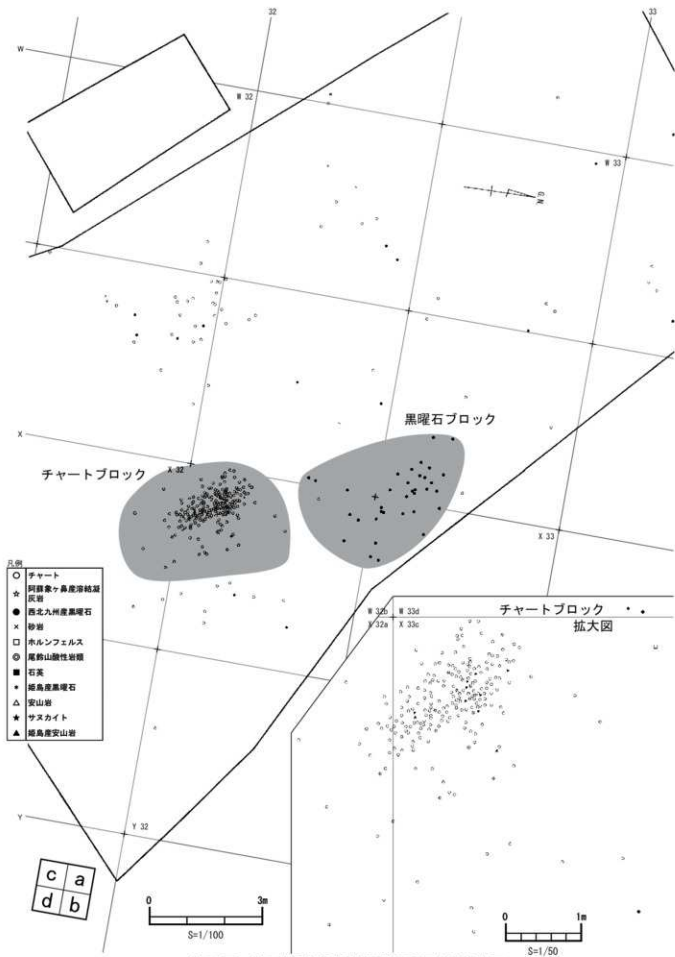 32
33
W
W 32
W 33
G.N.
黒曜石ブロック
X
X 32
チャートブロック
X 33
凡例
チャート
阿蘇象ヶ鼻産溶結凝
灰岩
西北九州産黒曜石
砂岩
ホルンフェルス
尾鈴山酸性岩類
石英
姫島産黒曜石
安山岩
サヌカイト
姫島産安山岩
W 32b W 33d
X 32a X 33c
チャートブロック
拡大図
Y
Y 32
c a
d b
0 3m
S=1/100
0 1m
S=1/50